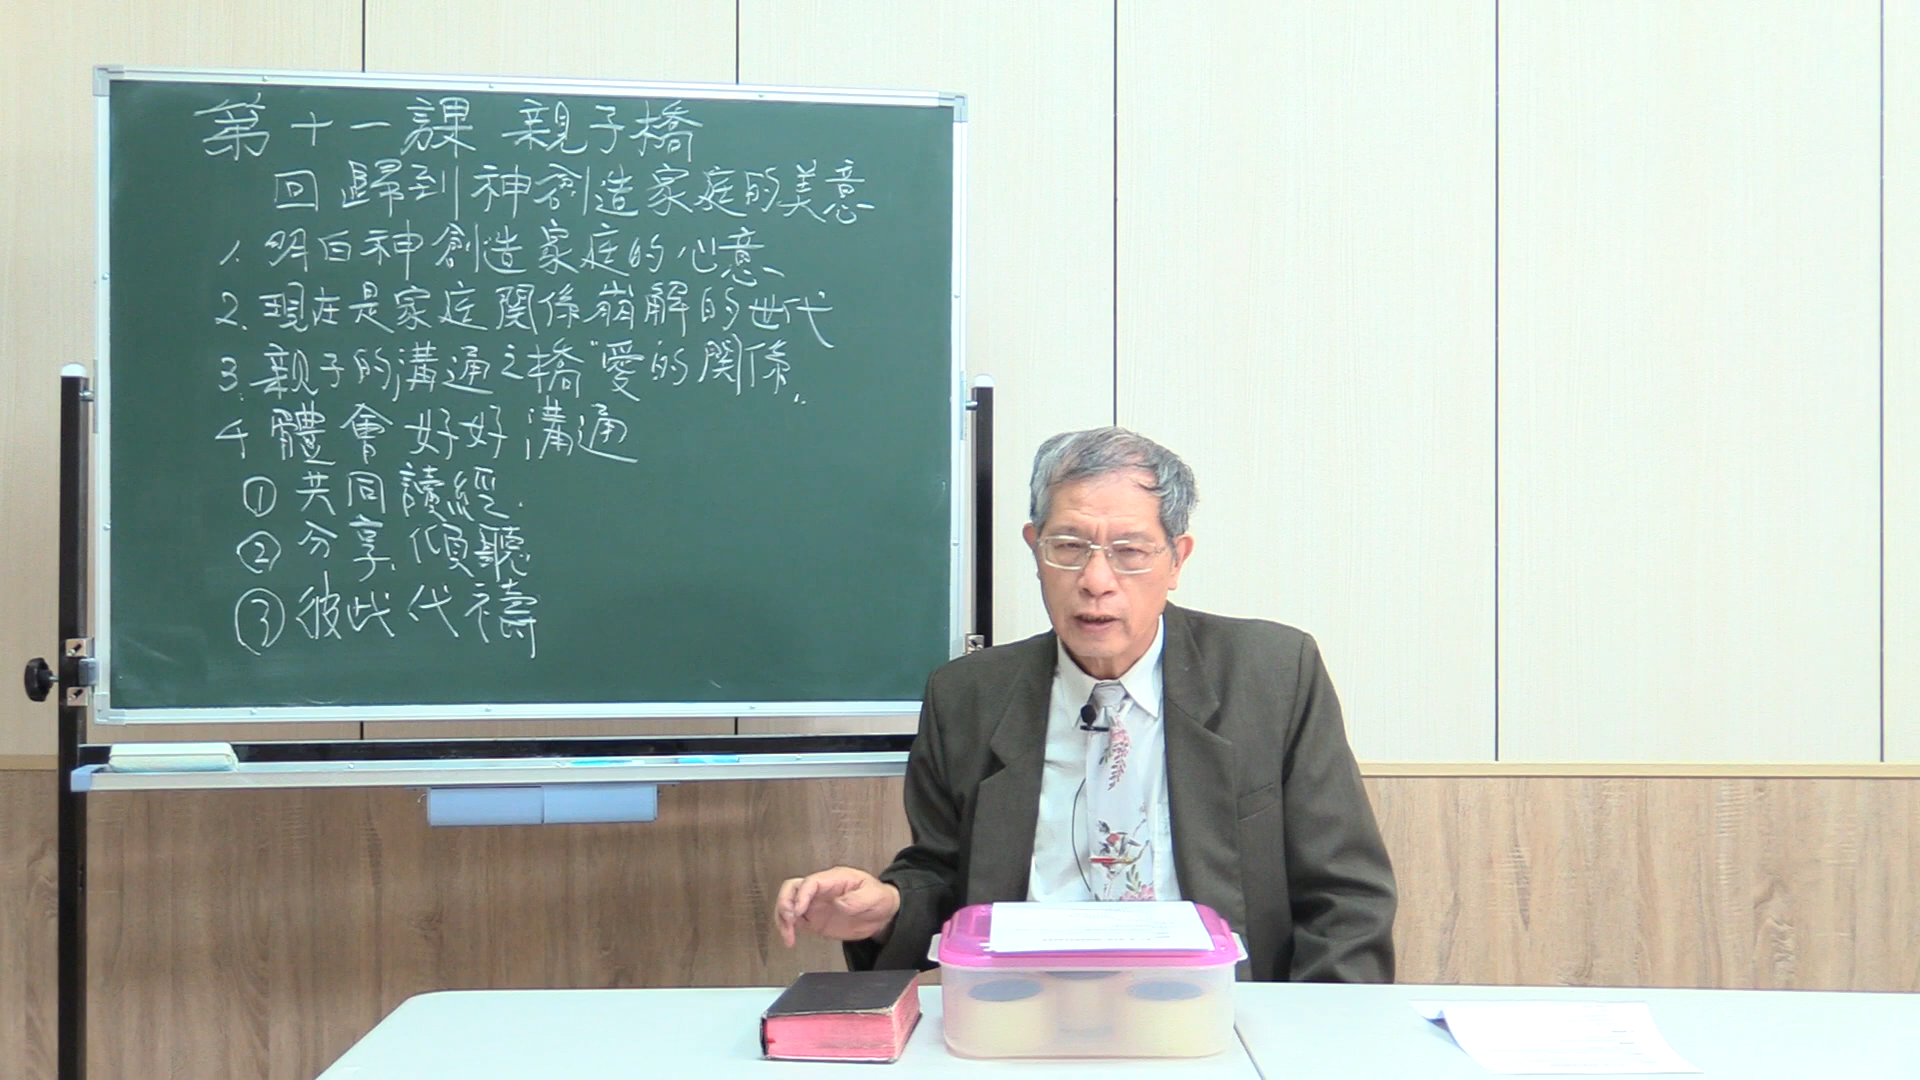 第十一課 親子橋
回歸到神創造家庭的美意
1. 明白神創造家庭的心意
2. 現在是家庭關係崩解的世代
3. 親子的溝通之橋"愛的關係"
4 體會好好溝通
① 共同讀經.
② 分享.傾聽
③ 彼此代禱